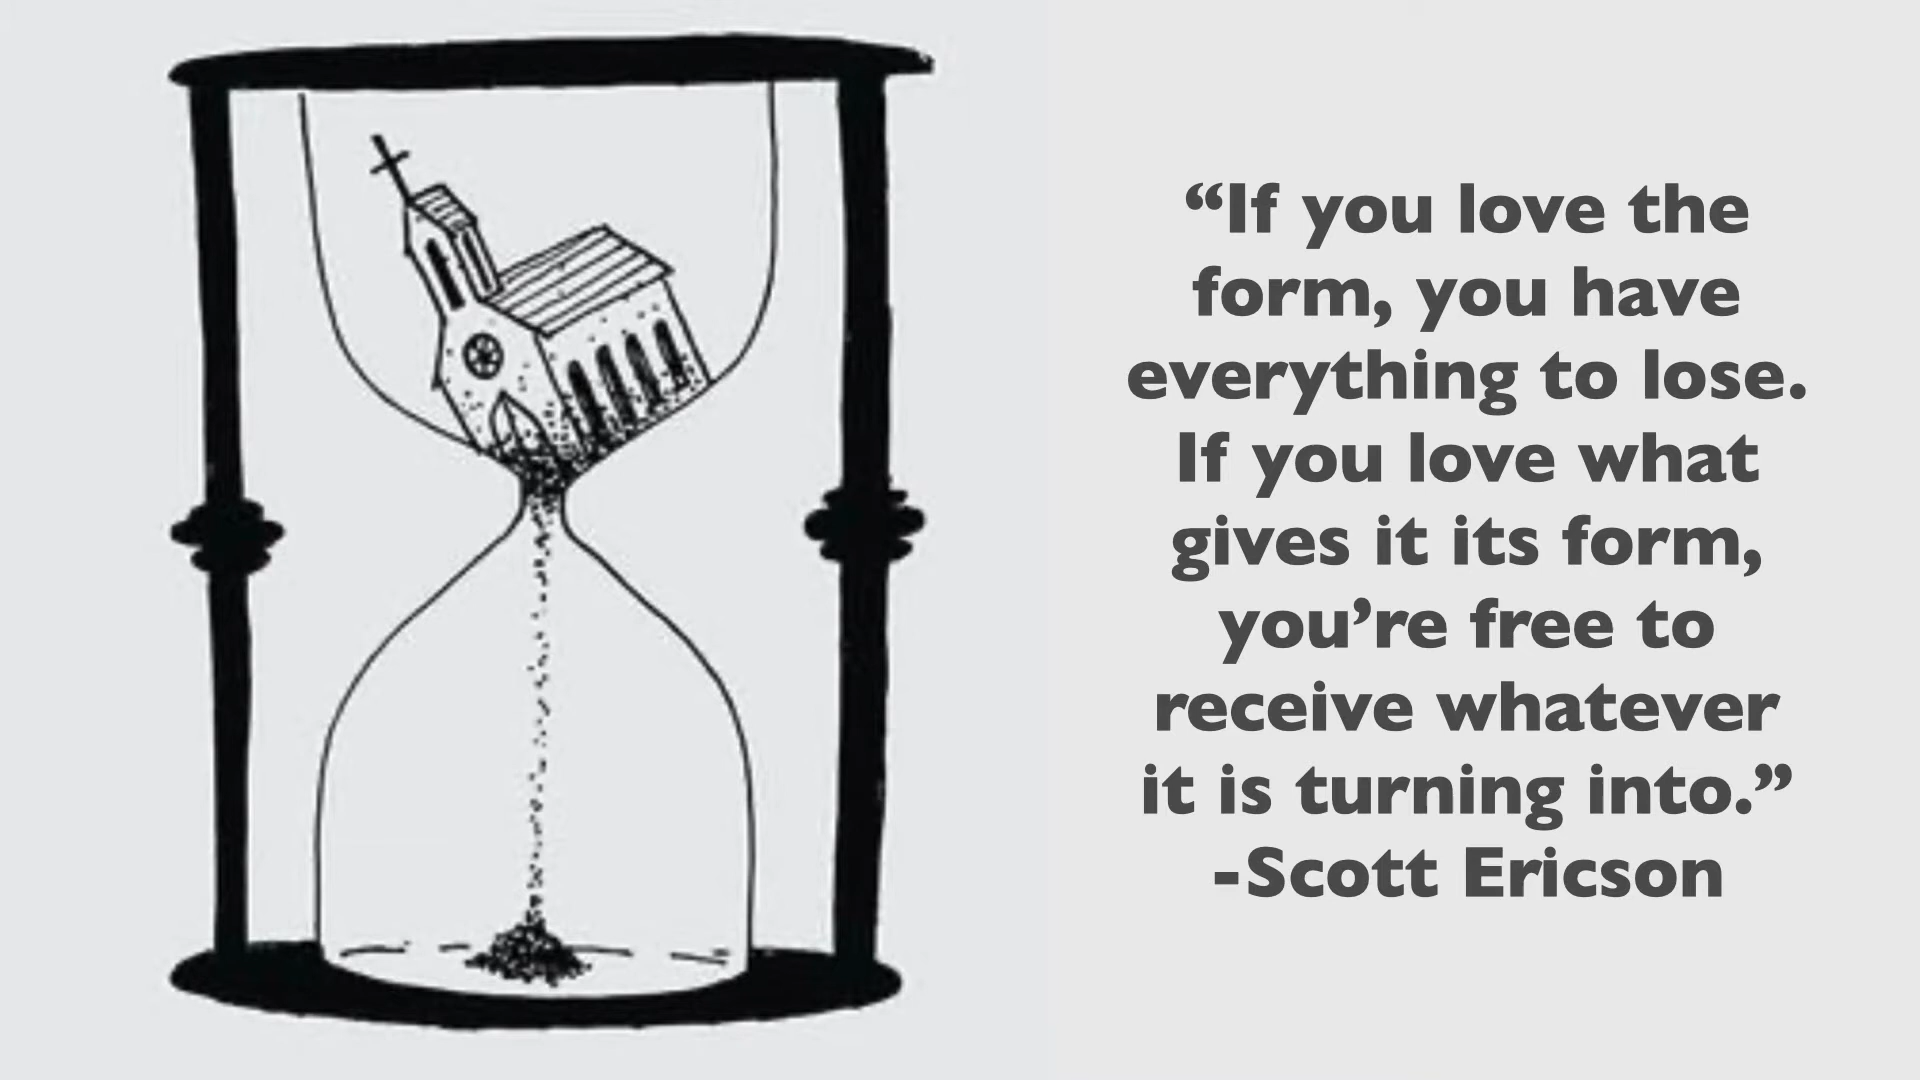 “If you love the
form, you have
everything to lose.
If you love what
gives it its form,
you’re free to
receive whatever
it is turning into.”
-Scott Ericson